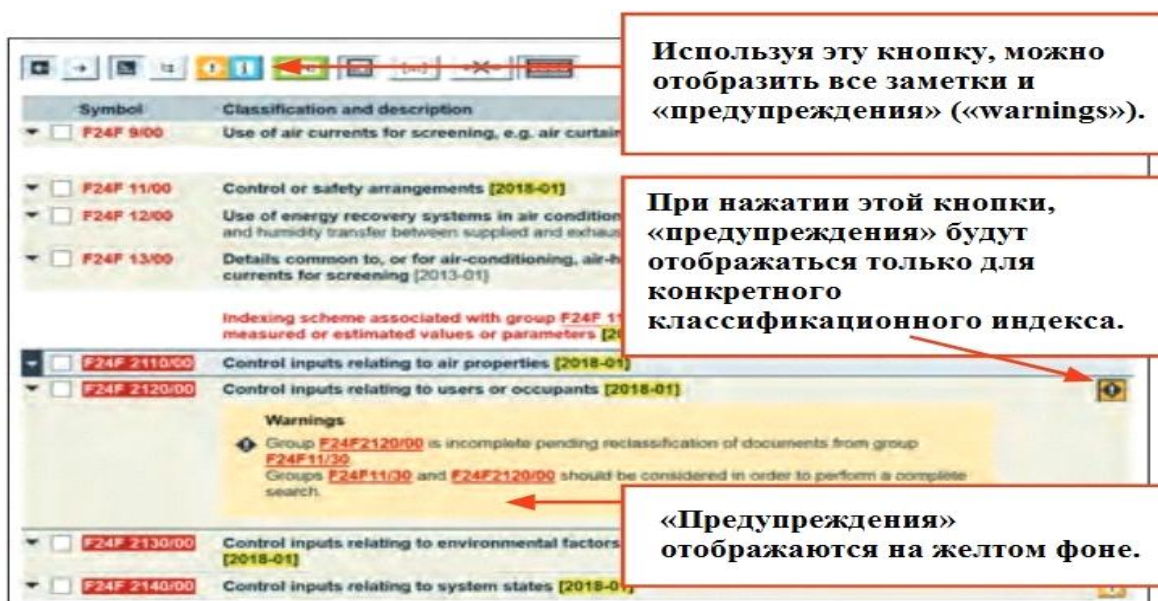 Используя эту кнопку, можно
отобразить все заметки и
«предупреждения» («warnings»).
Symbol Classification and description
F24F 9/00 Use of air currents for screening, e.g. air curtain
F24F 11/00 Control or safety arrangements [2018-01]
F24F 12/00 Use of energy recovery systems in air condition
and humidity transfer between supplied and exhaus
F24F 13/00 Details common to, or for air-conditioning, air-h
currents for screening [2013-01]
При нажатии этой кнопки,
«предупреждения» будут
отображаться только для
конкретного
классификационного индекса.
Indexing scheme associated with group F24F 11
measured or estimated values or parameters [20
F24F 2110/00 Control inputs relating to air properties [2018-01]
F24F 2120/00 Control inputs relating to users or occupants [2018-01]
Warnings
Group F24F2120/00 is incomplete pending reclassification of documents from group
F24F11/30.
Groups F24F11/30 and F24F2120/00 should be considered in order to perform a complete
search.
«Предупреждения»
отображаются на желтом фоне.
F24F 2130/00 Control inputs relating to environmental factors
[2018-01]
F24F 2140/00 Control inputs relating to system states [2018-01]